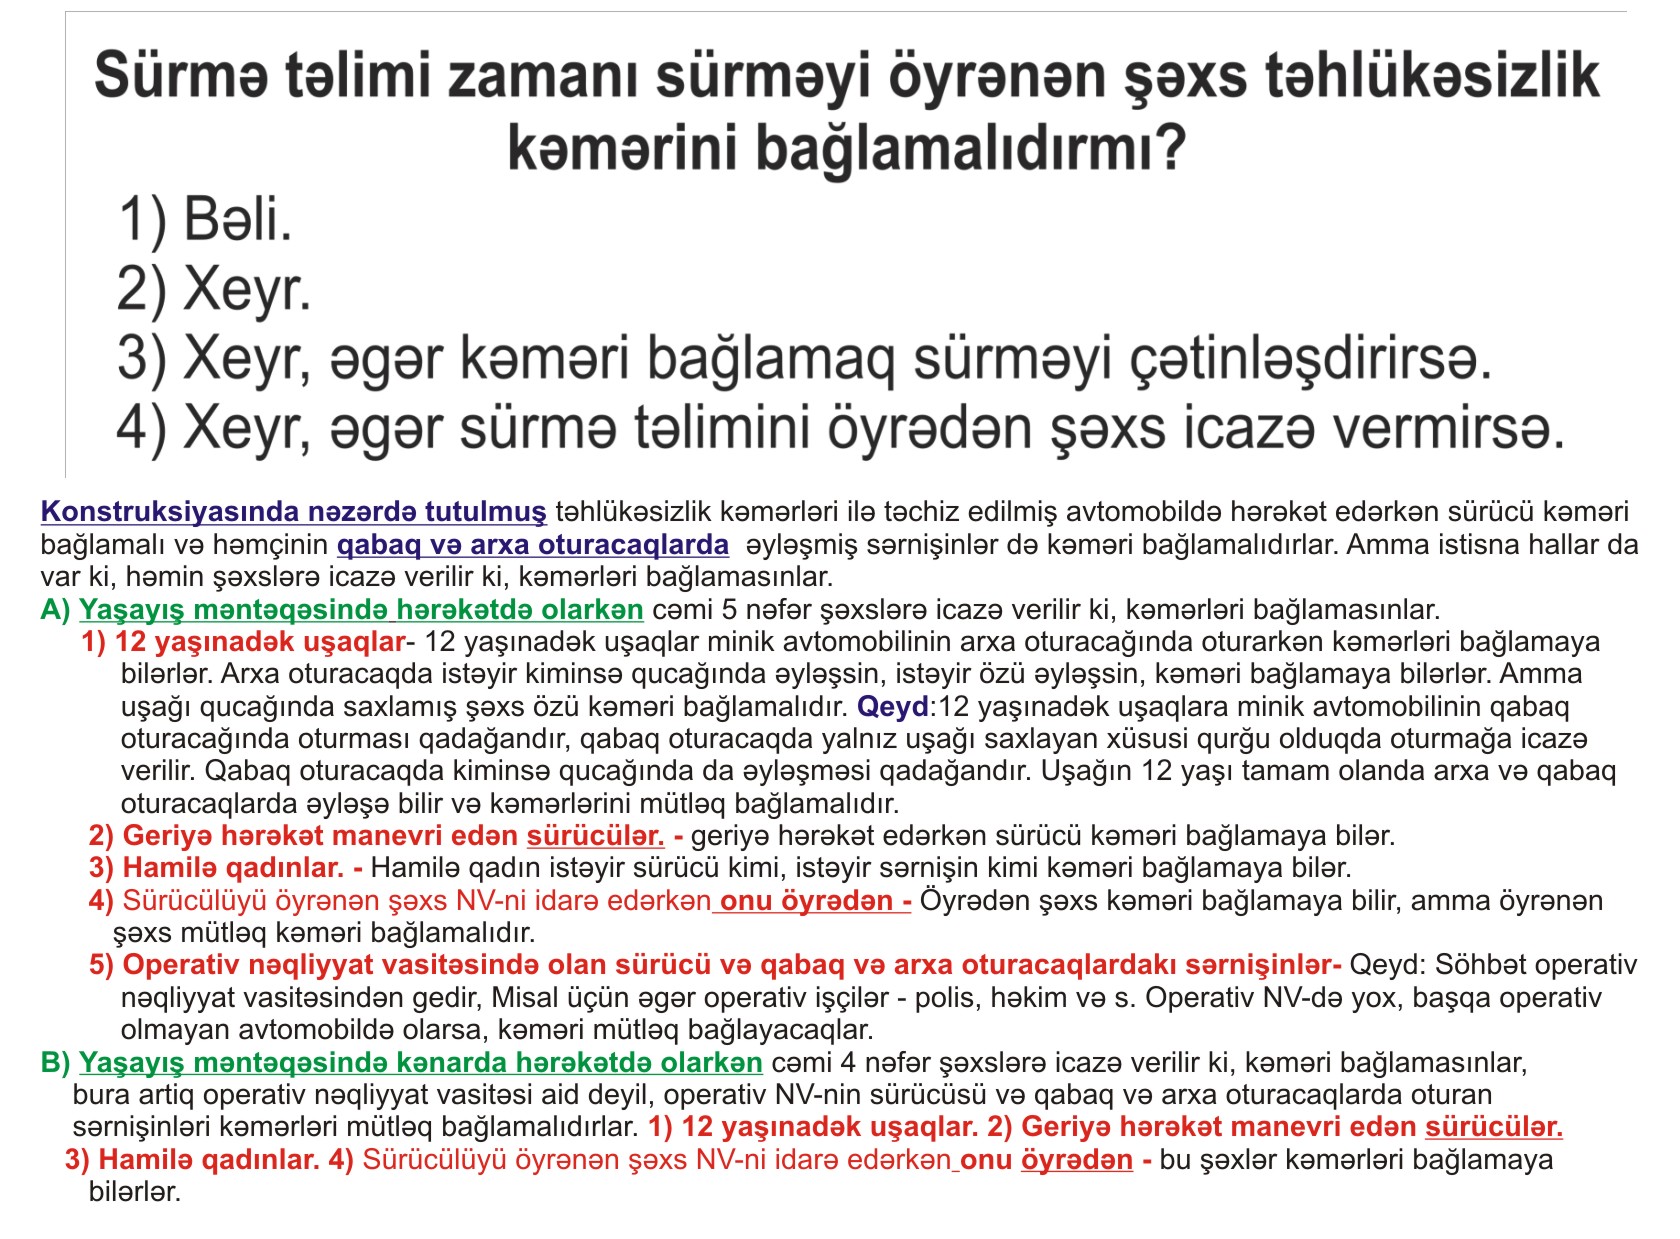 Sürmə təlimi zamanı sürməyi öyrənən şəxs təhlükəsizlik
kəmərini bağlamalıdırmı?
1) Bəli.
2) Xeyr.
3) Xeyr, əgər kəməri bağlamaq sürməyi çətinləşdirirsə.
4) Xeyr, əgər sürmə təlimini öyrədən şəxs icazə vermirsə.
Konstruksiyasında nəzərdə tutulmuş təhlükəsizlik kəmərləri ilə təchiz edilmiş avtomobildə hərəkət edərkən sürücü kəməri
bağlamalı və həmçinin qabaq və arxa oturacaqlarda əyləşmiş sərnişinlər də kəməri bağlamalıdırlar. Amma istisna hallar da
var ki, həmin şəxslərə icazə verilir ki, kəmərləri bağlamasınlar.
A) Yaşayış məntəqəsində hərəkətdə olarkən cəmi 5 nəfər şəxslərə icazə verilir ki, kəmərləri bağlamasınlar.
1) 12 yaşınadək uşaqlar- 12 yaşınadək uşaqlar minik avtomobilinin arxa oturacağında oturarkən kəmərləri bağlamaya
bilərlər. Arxa oturacaqda istəyir kiminsə qucağında əyləşsin, istəyir özü əyləşsin, kəməri bağlamaya bilərlər. Amma
uşağı qucağında saxlamış şəxs özü kəməri bağlamalıdır. Qeyd:12 yaşınadək uşaqlara minik avtomobilinin qabaq
oturacağında oturması qadağandır, qabaq oturacaqda yalnız uşağı saxlayan xüsusi qurğu olduqda oturmağa icazə
verilir. Qabaq oturacaqda kiminsə qucağında da əyləşməsi qadağandır. Uşağın 12 yaşı tamam olanda arxa və qabaq
oturacaqlarda əyləşə bilir və kəmərlərini mütləq bağlamalıdır.
2) Geriyə hərəkət manevri edən sürücülər. - geriyə hərəkət edərkən sürücü kəməri bağlamaya bilər.
3) Hamilə qadınlar. - Hamilə qadın istəyir sürücü kimi, istəyir sərnişin kimi kəməri bağlamaya bilər.
4) Sürücülüyü öyrənən şəxs NV-ni idarə edərkən onu öyrədən - Öyrədən şəxs kəməri bağlamaya bilir, amma öyrənən
şəxs mütləq kəməri bağlamalıdır.
5) Operativ nəqliyyat vasitəsində olan sürücü və qabaq və arxa oturacaqlardakı sərnişinlər- Qeyd: Söhbət operativ
nəqliyyat vasitəsindən gedir, Misal üçün əgər operativ işçilər - polis, həkim və s. Operativ NV-də yox, başqa operativ
olmayan avtomobildə olarsa, kəməri mütləq bağlayacaqlar.
B) Yaşayış məntəqəsində kənarda hərəkətdə olarkən cəmi 4 nəfər şəxslərə icazə verilir ki, kəməri bağlamasınlar,
bura artiq operativ nəqliyyat vasitəsi aid deyil, operativ NV-nin sürücüsü və qabaq və arxa oturacaqlarda oturan
sərnişinləri kəmərləri mütləq bağlamalıdırlar. 1) 12 yaşınadək uşaqlar. 2) Geriyə hərəkət manevri edən sürücülər.
3) Hamilə qadınlar. 4) Sürücülüyü öyrənən şəxs NV-ni idarə edərkən onu öyrədən - bu şəxlər kəmərləri bağlamaya
bilərlər.